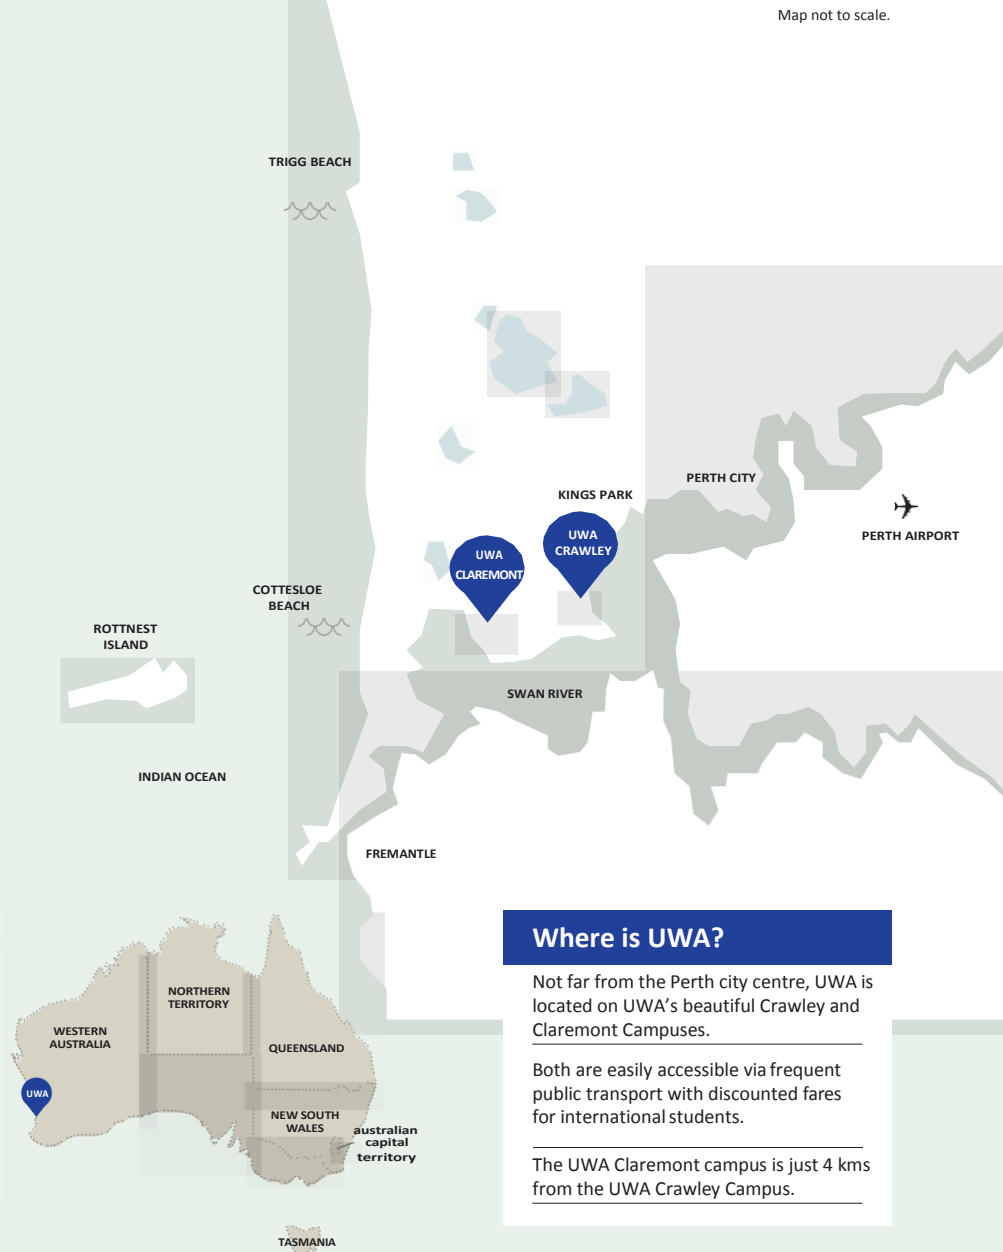 Map not to scale.
TRIGG BEACH
PERTH CITY
KINGS PARK
PERTH AIRPORT
UWA
CRAWLEY
UWA
CLAREMONT
COTTESLOE
BEACH
ROTTNEST
ISLAND
SWAN RIVER
INDIAN OCEAN
FREMANTLE
NORTHERN
TERRITORY
WESTERN
AUSTRALIA
QUEENSLAND
UWA
NEW SOUTH
WALES
australian
capital
territory
TASMANIA
Where is UWA?
Not far from the Perth city centre, UWA is
located on UWA's beautiful Crawley and
Claremont Campuses.
Both are easily accessible via frequent
public transport with discounted fares
for international students.
The UWA Claremont campus is just 4 kms
from the UWA Crawley Campus.